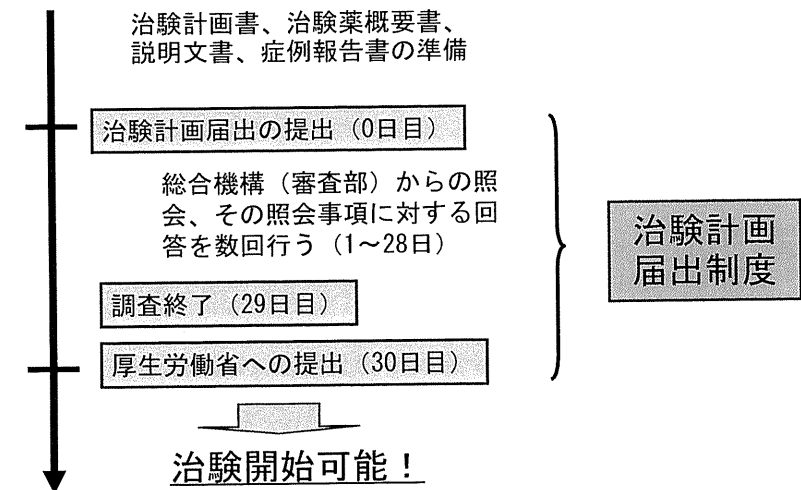 治験計画書、治験薬概要書、
説明文書、症例報告書の準備
治験計画届出の提出（0日目）
総合機構（審査部）からの照
会、その照会事項に対する回
答を数回行う（1～28日）
調査終了（29日目）
厚生労働省への提出（30日目）
治験開始可能！
治験計画
届出制度